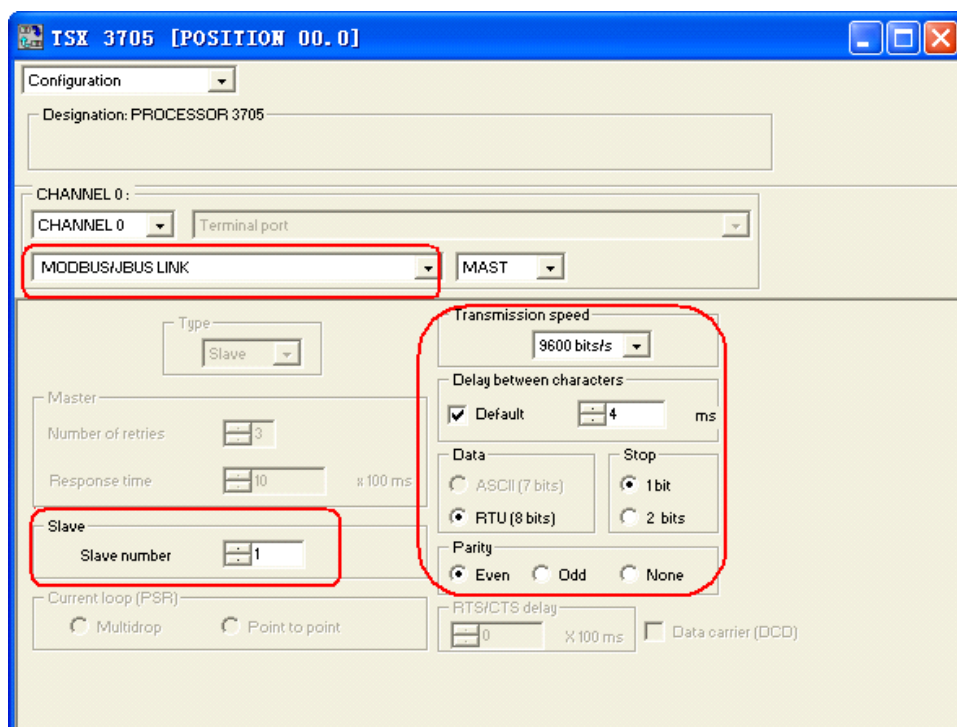 TSX 3705 [POSITION 00.0]
Configuration
Designation: PROCESSOR 3705
CHANNEL 0 :
CHANNEL 0
Terminal port
MODBUS/JBUS LINK
MAST
Type
Slave
Master
Number of retries
3
Response time
10
x 100 ms
Slave
Slave number
1
Current loop (PSR)
Multidrop
Point to point
Transmission speed
9600 bits/s
Delay between characters
Default
4
ms
Data
ASCII (7 bits)
RTU (8 bits)
Stop
1 bit
2 bits
Parity
Even
Odd
None
RTS/CTS delay
0
X 100 ms
Data carrier (DCD)